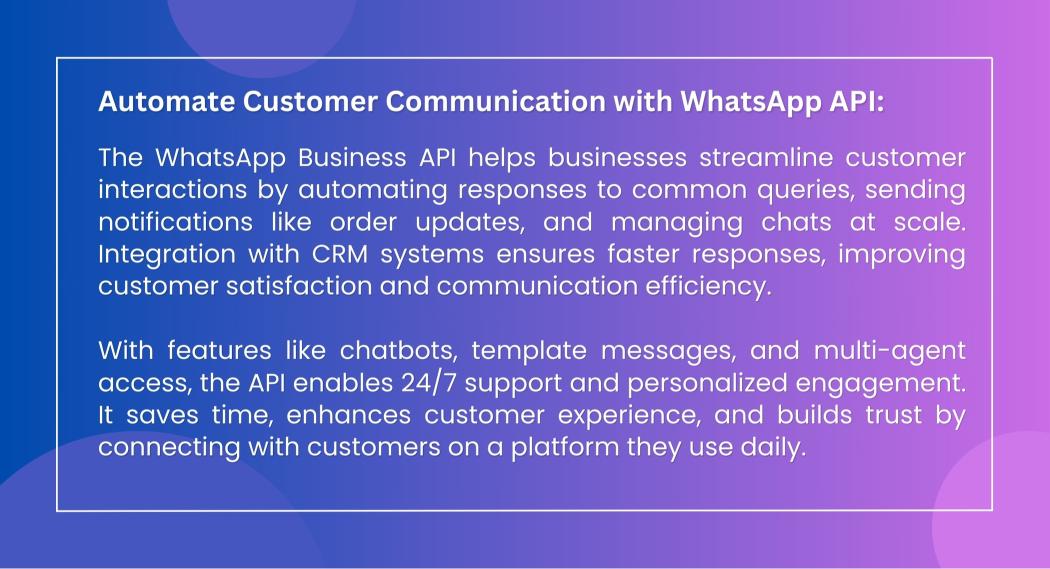 Automate Customer Communication with WhatsApp API:
The WhatsApp Business API helps businesses streamline customer
interactions by automating responses to common queries, sending
notifications like order updates, and managing chats at scale.
Integration with CRM systems ensures faster responses, improving
customer satisfaction and communication efficiency.
With features like chatbots, template messages, and multi-agent
access, the API enables 24/7 support and personalized engagement.
It saves time, enhances customer experience, and builds trust by
connecting with customers on a platform they use daily.